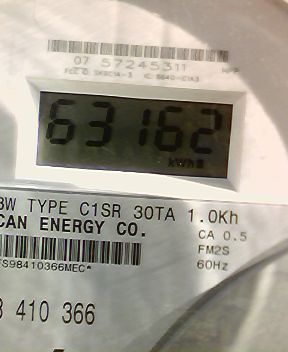 07 57245311
63162
kWh
3W TYPE C1SR 30TA 1.0Kh
CAN ENERGY CO. CA 0.5
FM2S
FS98410366MEC* 60Hz
410 366